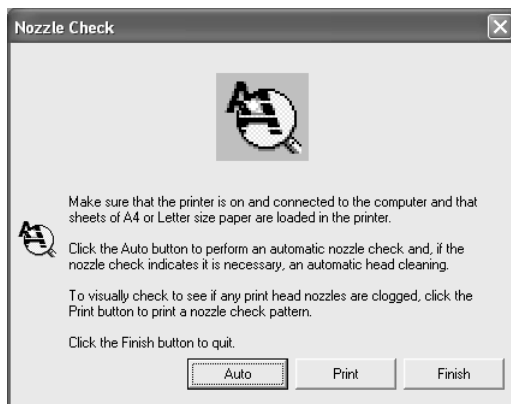 Nozzle Check
Make sure that the printer is on and connected to the computer and that
sheets of A4 or Letter size paper are loaded in the printer.
Click the Auto button to perform an automatic nozzle check and, if the
nozzle check indicates it is necessary, an automatic head cleaning.
To visually check to see if any print head nozzles are clogged, click the
Print button to print a nozzle check pattern.
Click the Finish button to quit.
Auto Print Finish